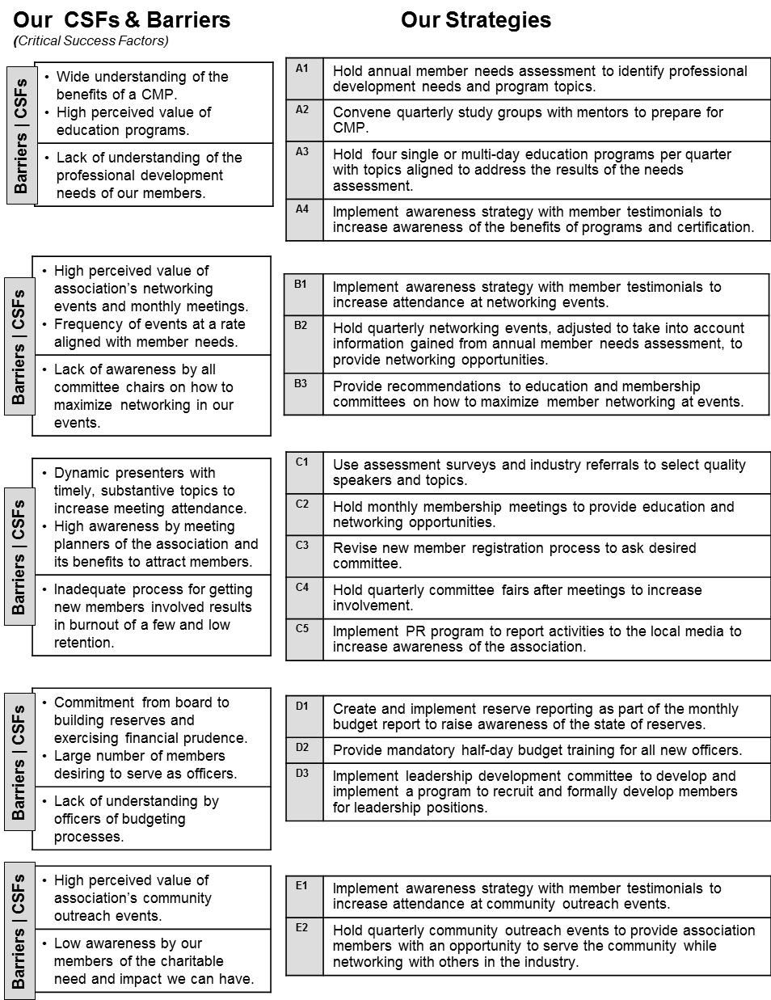 Our CSFs & Barriers
(Critical Success Factors)
Our Strategies
Barriers | CSFs
• Wide understanding of the
benefits of a CMP.
• High perceived value of
education programs.
• Lack of understanding of the
professional development
needs of our members.
A1
Hold annual member needs assessment to identify professional
development needs and program topics.
A2
Convene quarterly study groups with mentors to prepare for
CMP.
A3
Hold four single or multi-day education programs per quarter
with topics aligned to address the results of the needs
assessment.
A4
Implement awareness strategy with member testimonials to
increase awareness of the benefits of programs and certification.
Barriers | CSFs
• High perceived value of
association’s networking
events and monthly meetings.
• Frequency of events at a rate
aligned with member needs.
• Lack of awareness by all
committee chairs on how to
maximize networking in our
events.
B1
Implement awareness strategy with member testimonials to
increase attendance at networking events.
B2
Hold quarterly networking events, adjusted to take into account
information gained from annual member needs assessment, to
provide networking opportunities.
B3
Provide recommendations to education and membership
committees on how to maximize member networking at events.
Barriers | CSFs
• Dynamic presenters with
timely, substantive topics to
increase meeting attendance.
• High awareness by meeting
planners of the association and
its benefits to attract members.
• Inadequate process for getting
new members involved results
in burnout of a few and low
retention.
C1
Use assessment surveys and industry referrals to select quality
speakers and topics.
C2
Hold monthly membership meetings to provide education and
networking opportunities.
C3
Revise new member registration process to ask desired
committee.
C4
Hold quarterly committee fairs after meetings to increase
involvement.
C5
Implement PR program to report activities to the local media to
increase awareness of the association.
Barriers | CSFs
• Commitment from board to
building reserves and
exercising financial prudence.
• Large number of members
desiring to serve as officers.
• Lack of understanding by
officers of budgeting
processes.
D1
Create and implement reserve reporting as part of the monthly
budget report to raise awareness of the state of reserves.
D2
Provide mandatory half-day budget training for all new officers.
D3
Implement leadership development committee to develop and
implement a program to recruit and formally develop members
for leadership positions.
Barriers | CSFs
• High perceived value of
association’s community
outreach events.
• Low awareness by our
members of the charitable
need and impact we can have.
E1
Implement awareness strategy with member testimonials to
increase attendance at community outreach events.
E2
Hold quarterly community outreach events to provide association
members with an opportunity to serve the community while
networking with others in the industry.